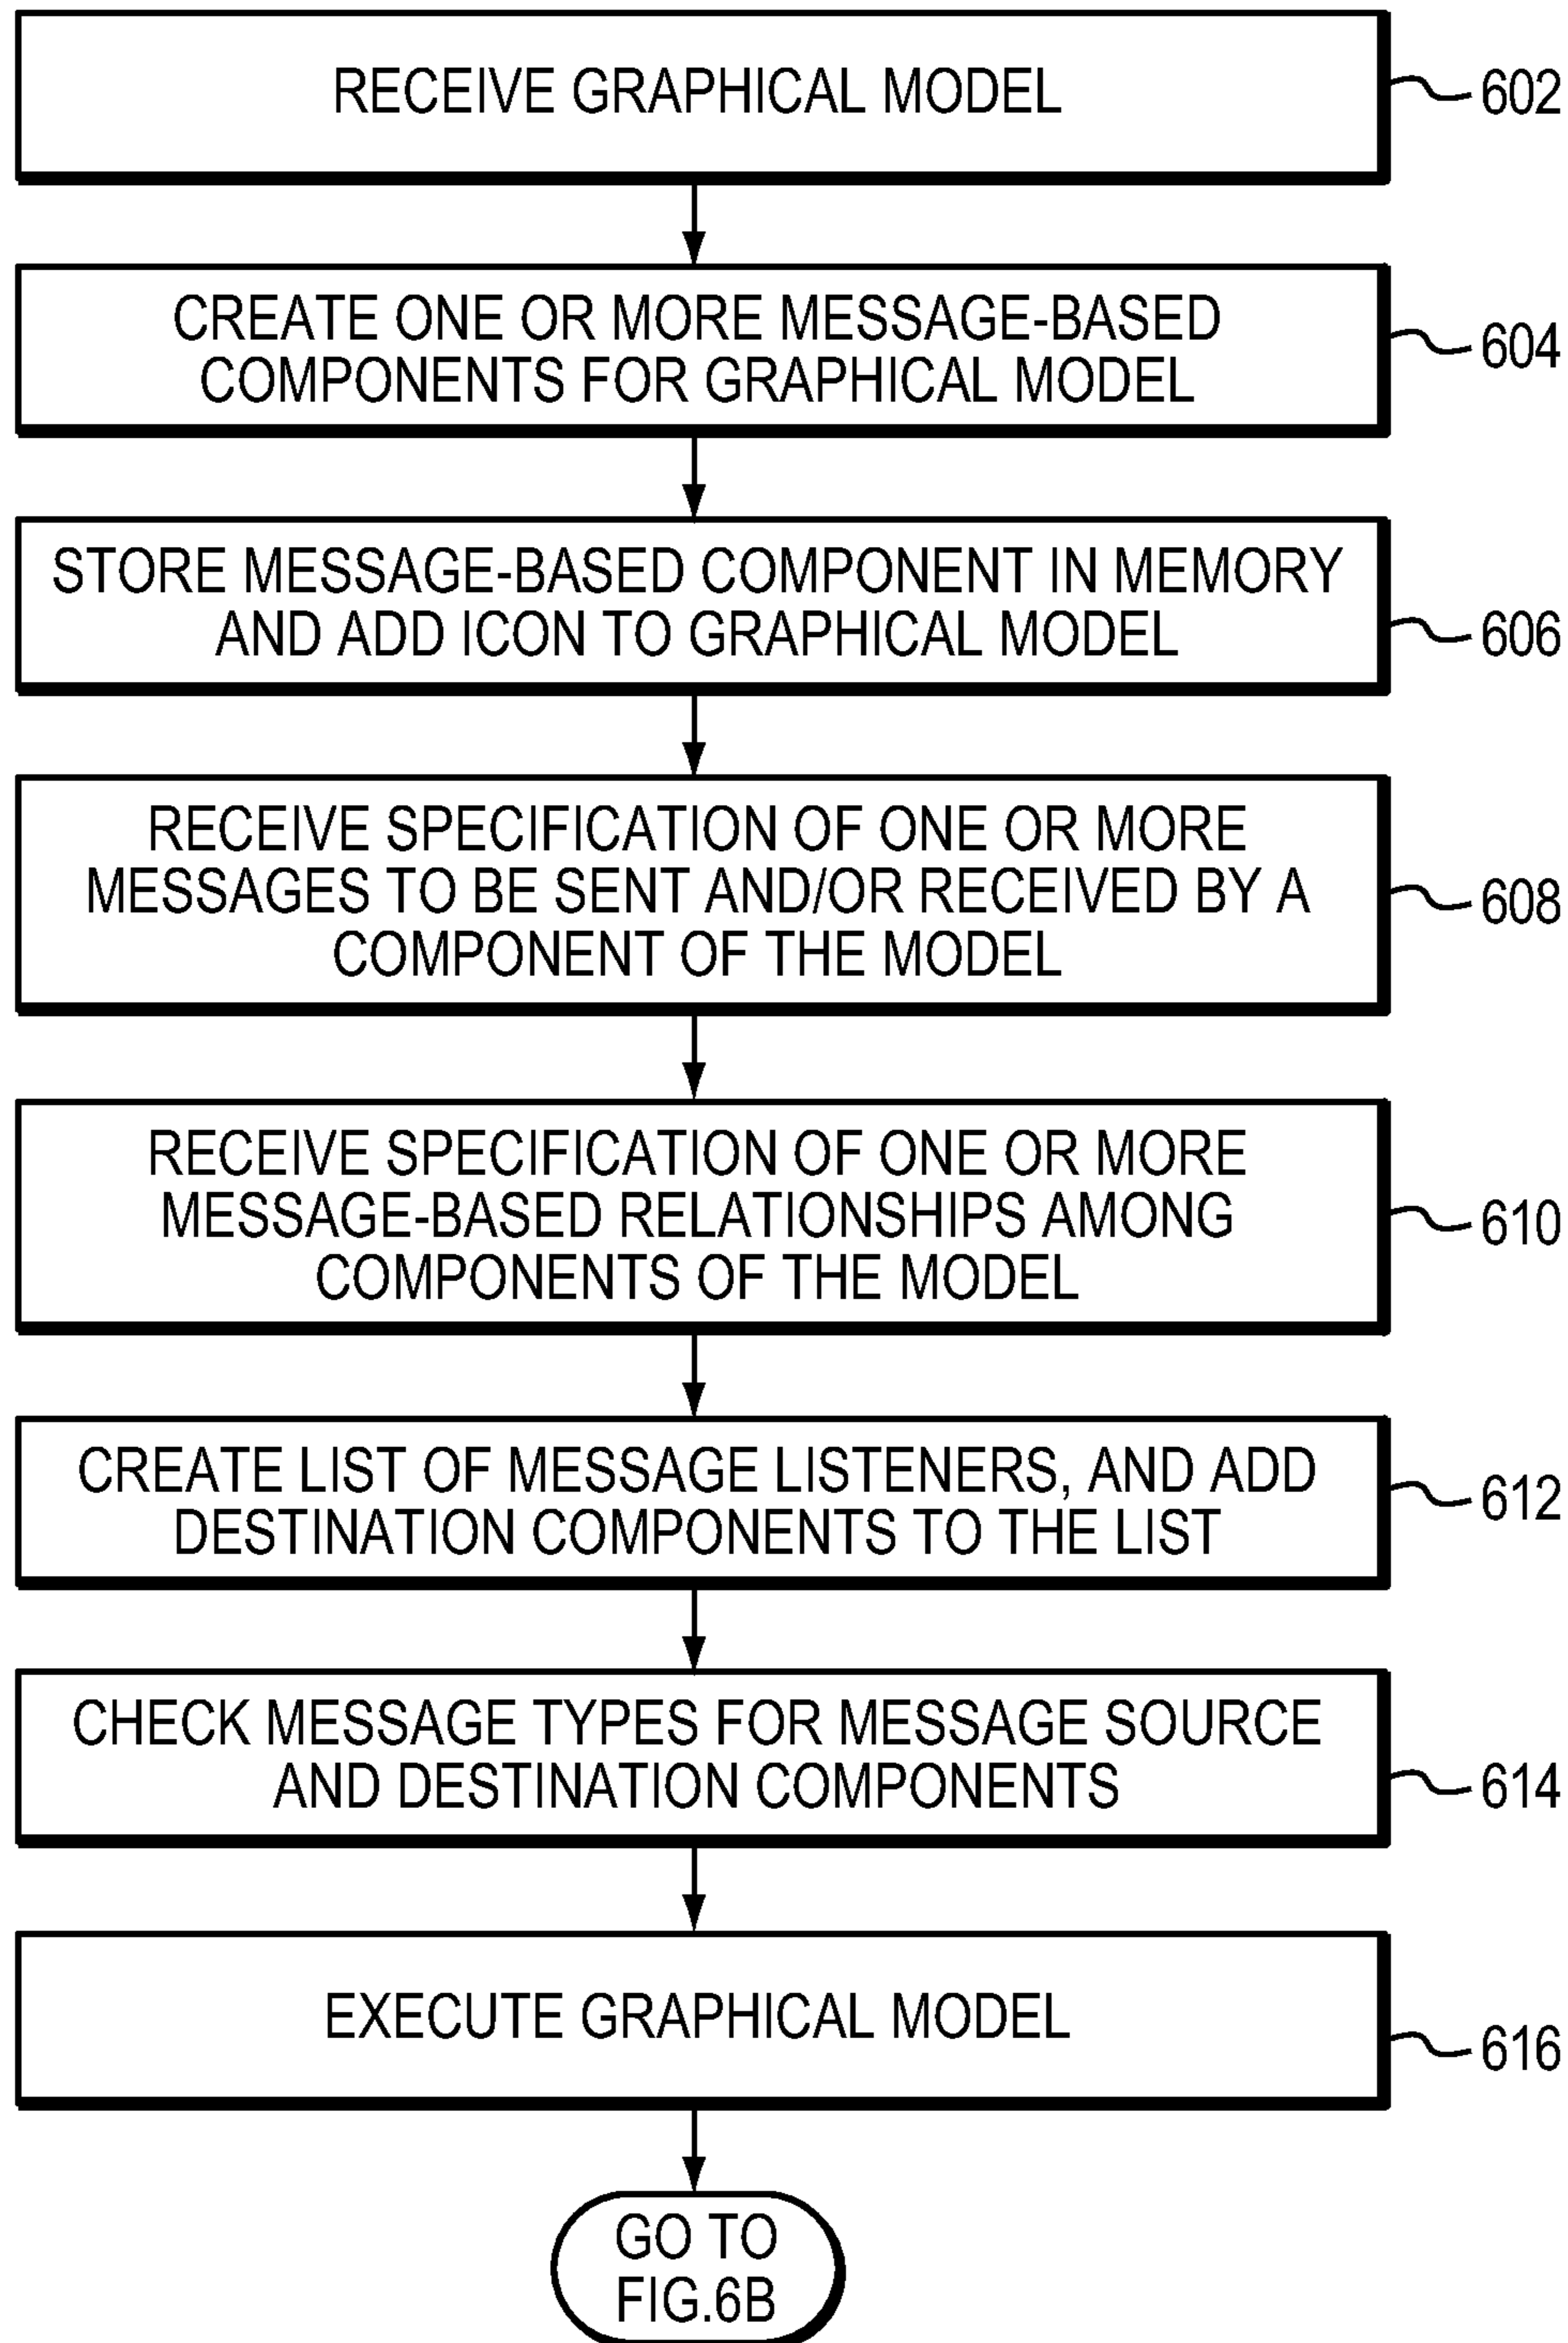 RECEIVE GRAPHICAL MODEL
602
CREATE ONE OR MORE MESSAGE-BASED
COMPONENTS FOR GRAPHICAL MODEL
604
STORE MESSAGE-BASED COMPONENT IN MEMORY
AND ADD ICON TO GRAPHICAL MODEL
606
RECEIVE SPECIFICATION OF ONE OR MORE
MESSAGES TO BE SENT AND/OR RECEIVED BY A
COMPONENT OF THE MODEL
608
RECEIVE SPECIFICATION OF ONE OR MORE
MESSAGE-BASED RELATIONSHIPS AMONG
COMPONENTS OF THE MODEL
610
CREATE LIST OF MESSAGE LISTENERS, AND ADD
DESTINATION COMPONENTS TO THE LIST
612
CHECK MESSAGE TYPES FOR MESSAGE SOURCE
AND DESTINATION COMPONENTS
614
EXECUTE GRAPHICAL MODEL
616
GO TO
FIG.6B